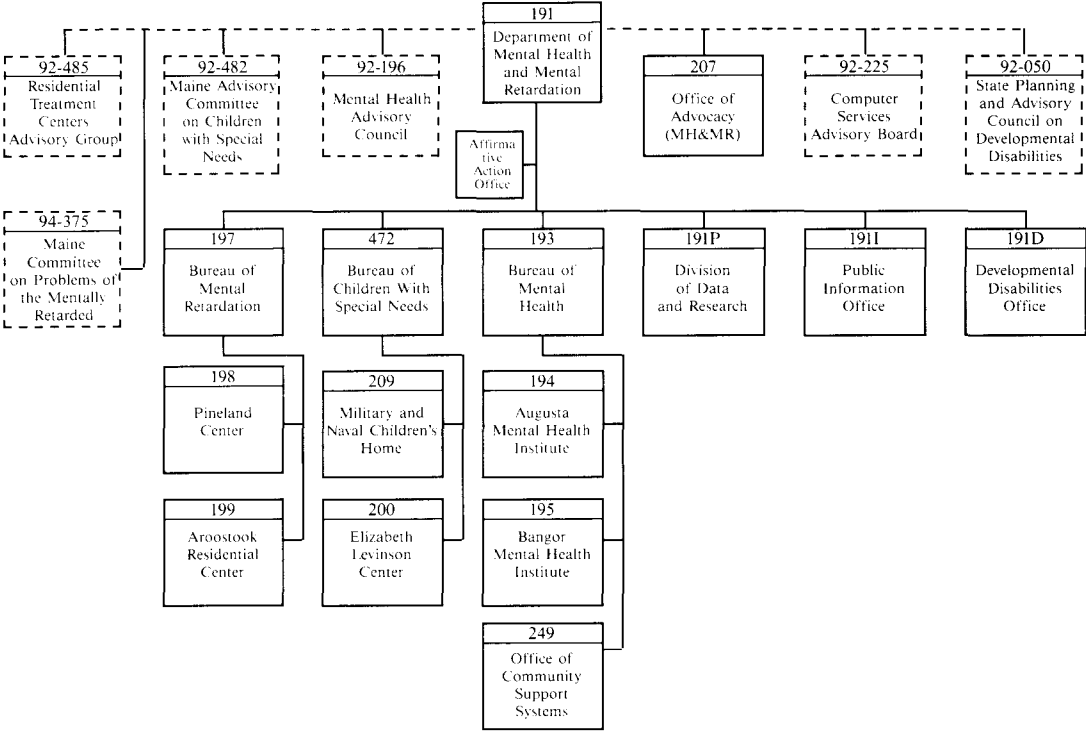 191
Department of
Mental Health
and Mental
Retardation
92-485
Residential
Treatment
Centers
Advisory Group
92-482
Maine Advisory
Committee
on Children
with Special
Needs
92-196
Mental Health
Advisory
Council
207
Office of
Advocacy
(MH&MR)
92-225
Computer
Services
Advisory Board
92-050
State Planning
and Advisory
Council on
Developmental
Disabilities
Affirma
tive
Action
Office
94-375
Maine
Committee
on Problems of
the Mentally
Retarded
197
Bureau of
Mental
Retardation
472
Bureau of
Children With
Special Needs
193
Bureau of
Mental
Health
191P
Division
of Data
and Research
191I
Public
Information
Office
191D
Developmental
Disabilities
Office
198
Pineland
Center
209
Military and
Naval Children's
Home
194
Augusta
Mental Health
Institute
199
Aroostook
Residential
Center
200
Elizabeth
Levinson
Center
195
Bangor
Mental Health
Institute
249
Office of
Community
Support
Systems